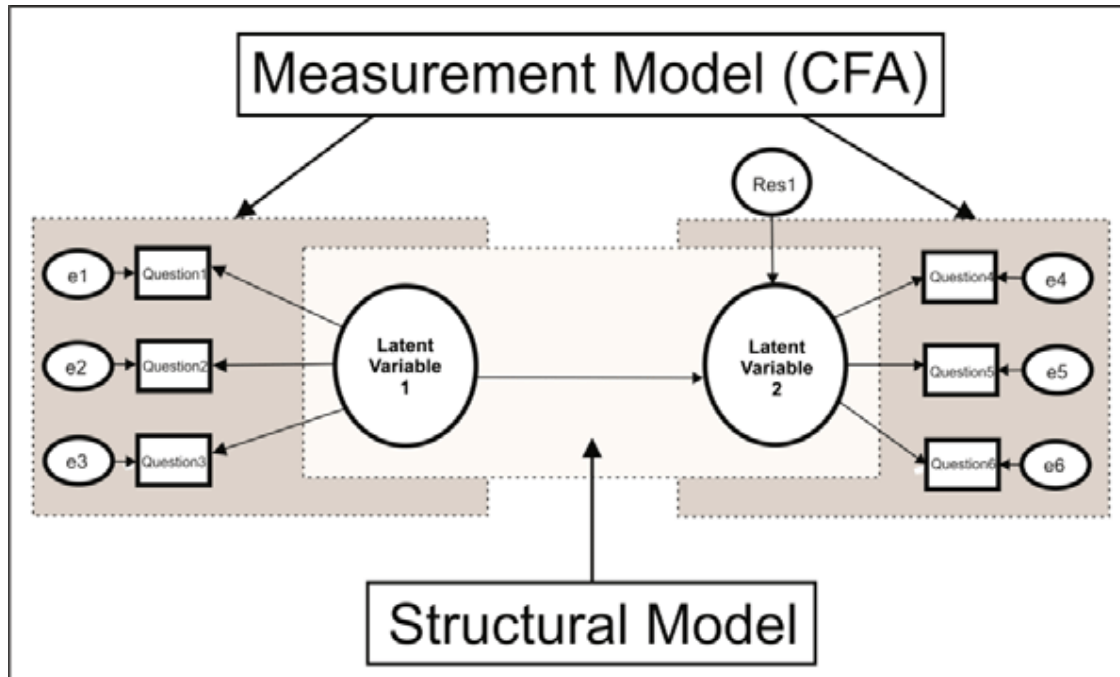 Measurement Model (CFA)
Res1
e1
Question1
e2
Question2
e3
Question3
Latent
Variable
1
Latent
Variable
2
Question4
e4
Question5
e5
Question6
e6
Structural Model